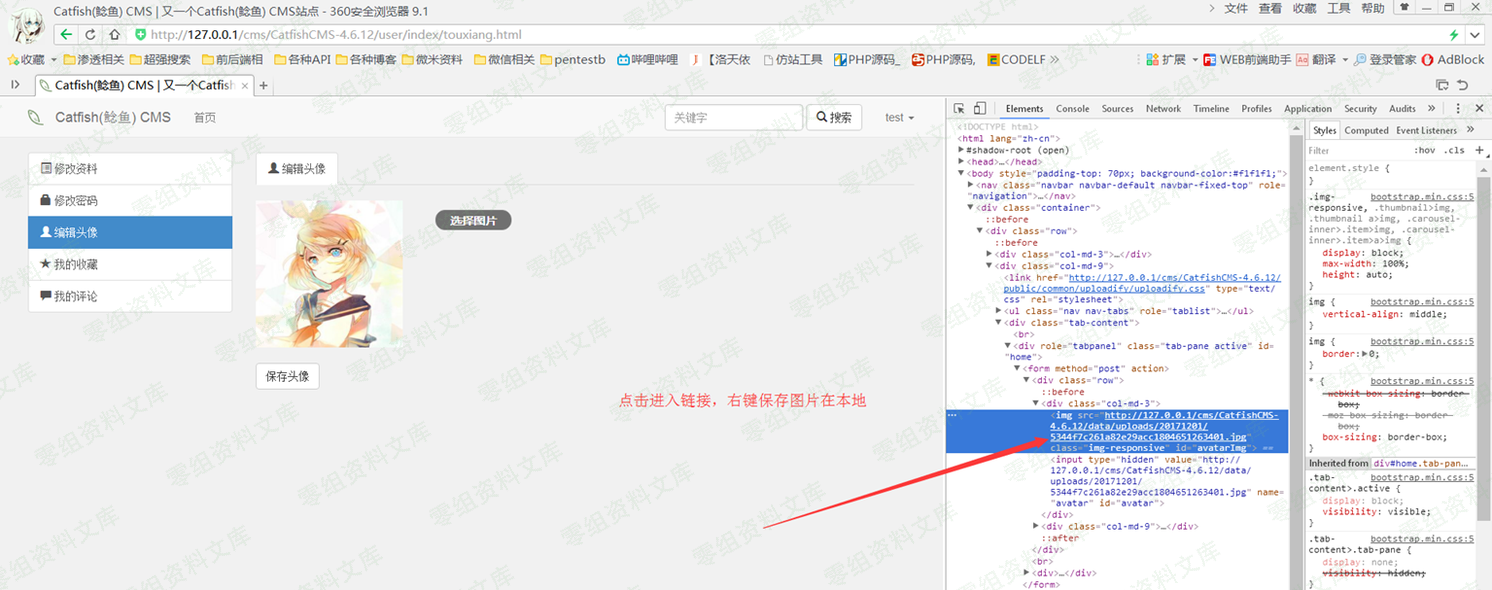 Catfish(鲶鱼) CMS | 又一个Catfish(鲶鱼) CMS站点 - 360安全浏览器 9.1
文件 查看 收藏 工具 帮助
http://127.0.0.1/cms/CatfishCMS-4.6.12/user/index/touxiang.html
收藏 渗透相关 超强搜索 前后端相 各种API 各种博客 微米资料 微信相关 pentestb 哔哩哔哩 【洛天依 仿站工具 PHP源码_ PHP源码, CODELF » 扩展 WEB前端助手 翻译 登录管家 AdBlock
Catfish(鲶鱼) CMS | 又一个Catfish × +
Catfish(鲶鱼) CMS 首页 关键字 搜索 test
修改资料
修改密码
编辑头像
我的收藏
我的评论
编辑头像
选择图片
保存头像
点击进入链接，右键保存图片在本地
Elements Console Sources Network Timeline Profiles Application Security Audits »
<!DOCTYPE html>
<html lang="zh-cn">
#shadow-root (open)
<head>…</head>
<body style="padding-top: 70px; background-color:#f1f1f1;">
<nav class="navbar navbar-default navbar-fixed-top" role=
"navigation">…</nav>
<div class="container">
::before
<div class="row">
::before
<div class="col-md-3">…</div>
<div class="col-md-9">
<link href="http://127.0.0.1/cms/CatfishCMS-4.6.12/
public/common/uploadify/uploadify.css" type="text/
css" rel="stylesheet">
<ul class="nav nav-tabs" role="tablist">…</ul>
<div class="tab-content">
<br>
<div role="tabpanel" class="tab-pane active" id=
"home">
<form method="post" action>
<div class="row">
::before
<div class="col-md-3">
<img src="http://127.0.0.1/cms/CatfishCMS-
4.6.12/data/uploads/20171201/
5344f7c261a82e29acc1804651263401.jpg"
class="img-responsive" id="avatarImg"> ==
<input type="hidden" value="http://
127.0.0.1/cms/CatfishCMS-4.6.12/data/
uploads/20171201/
5344f7c261a82e29acc1804651263401.jpg" name=
"avatar" id="avatar">
</div>
<div class="col-md-9">…</div>
::after
</div>
<br>
<div>…</div>
</form>
Styles Computed Event Listeners »
Filter :hov .cls +
element.style {
}
.img- bootstrap.min.css:5
responsive, .thumbnail>img,
.thumbnail a>img, .carousel-
inner>.item>img, .carousel-
inner>.item>a>img {
display: block;
max-width: 100%;
height: auto;
}
img { bootstrap.min.css:5
vertical-align: middle;
}
img { bootstrap.min.css:5
border: 0;
}
* { bootstrap.min.css:5
-webkit-box-sizing: border-
box;
-moz-box-sizing: border-
box;
box-sizing: border-box;
}
Inherited from div#home.tab-pan…
.tab- bootstrap.min.css:5
content>.active {
display: block;
visibility: visible;
}
.tab- bootstrap.min.css:5
content>.tab-pane {
display: none;
visibility: hidden;
}
零组资料文库